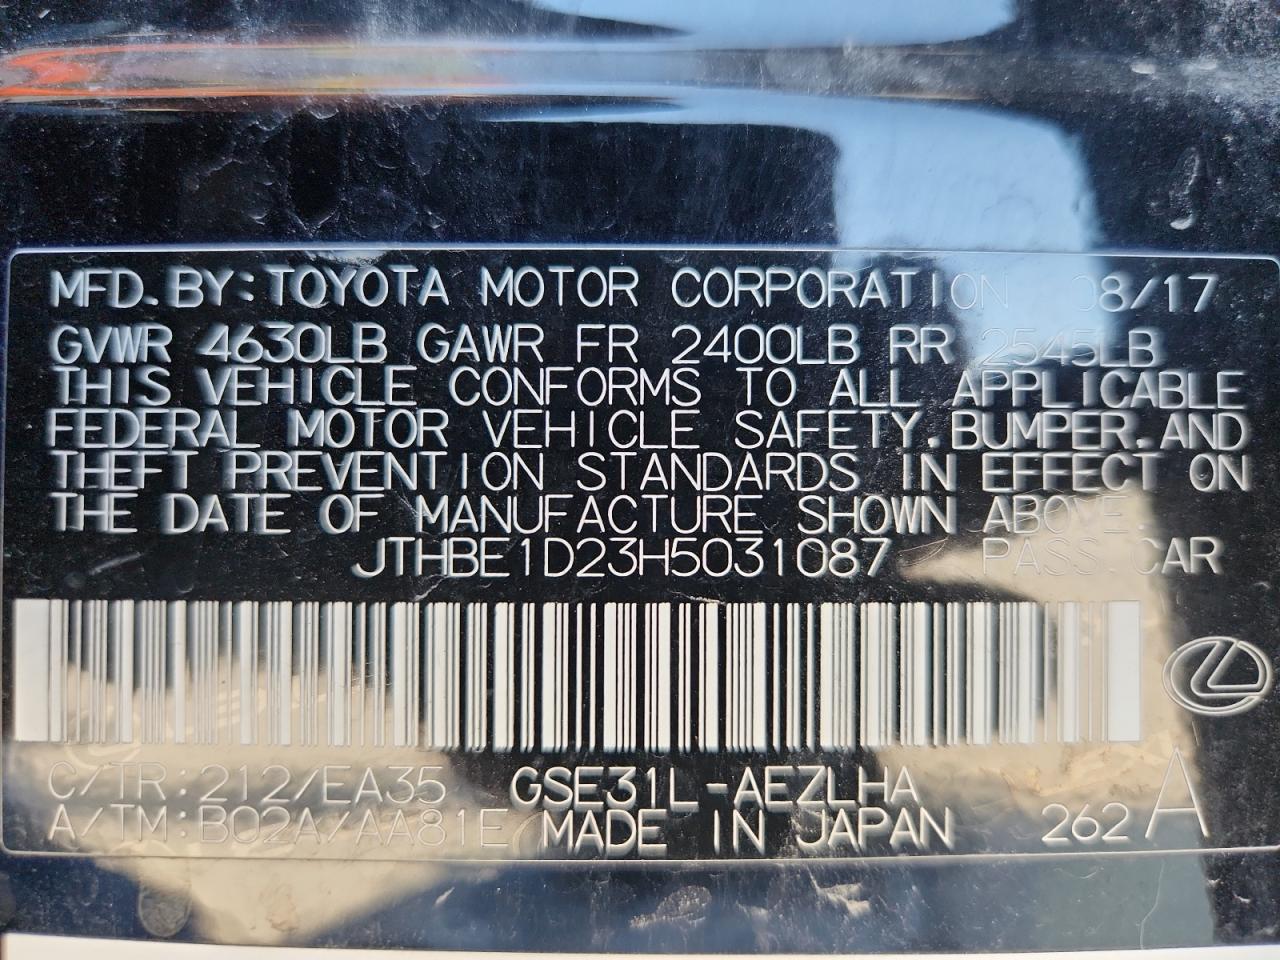 MFD. BY: TOYOTA MOTOR CORPORATION 08/17
GVWR 4630LB GAWR FR 2400LB RR 2545LB
THIS VEHICLE CONFORMS TO ALL APPLICABLE
FEDERAL MOTOR VEHICLE SAFETY, BUMPER, AND
THEFT PREVENTION STANDARDS IN EFFECT ON
THE DATE OF MANUFACTURE SHOWN ABOVE.
JTHBE1D23H5031087 PASS. CAR
C/TR: 212/EA35 GSE31L-AEZLHA
A/TM: B02A/AA81E MADE IN JAPAN 262 A